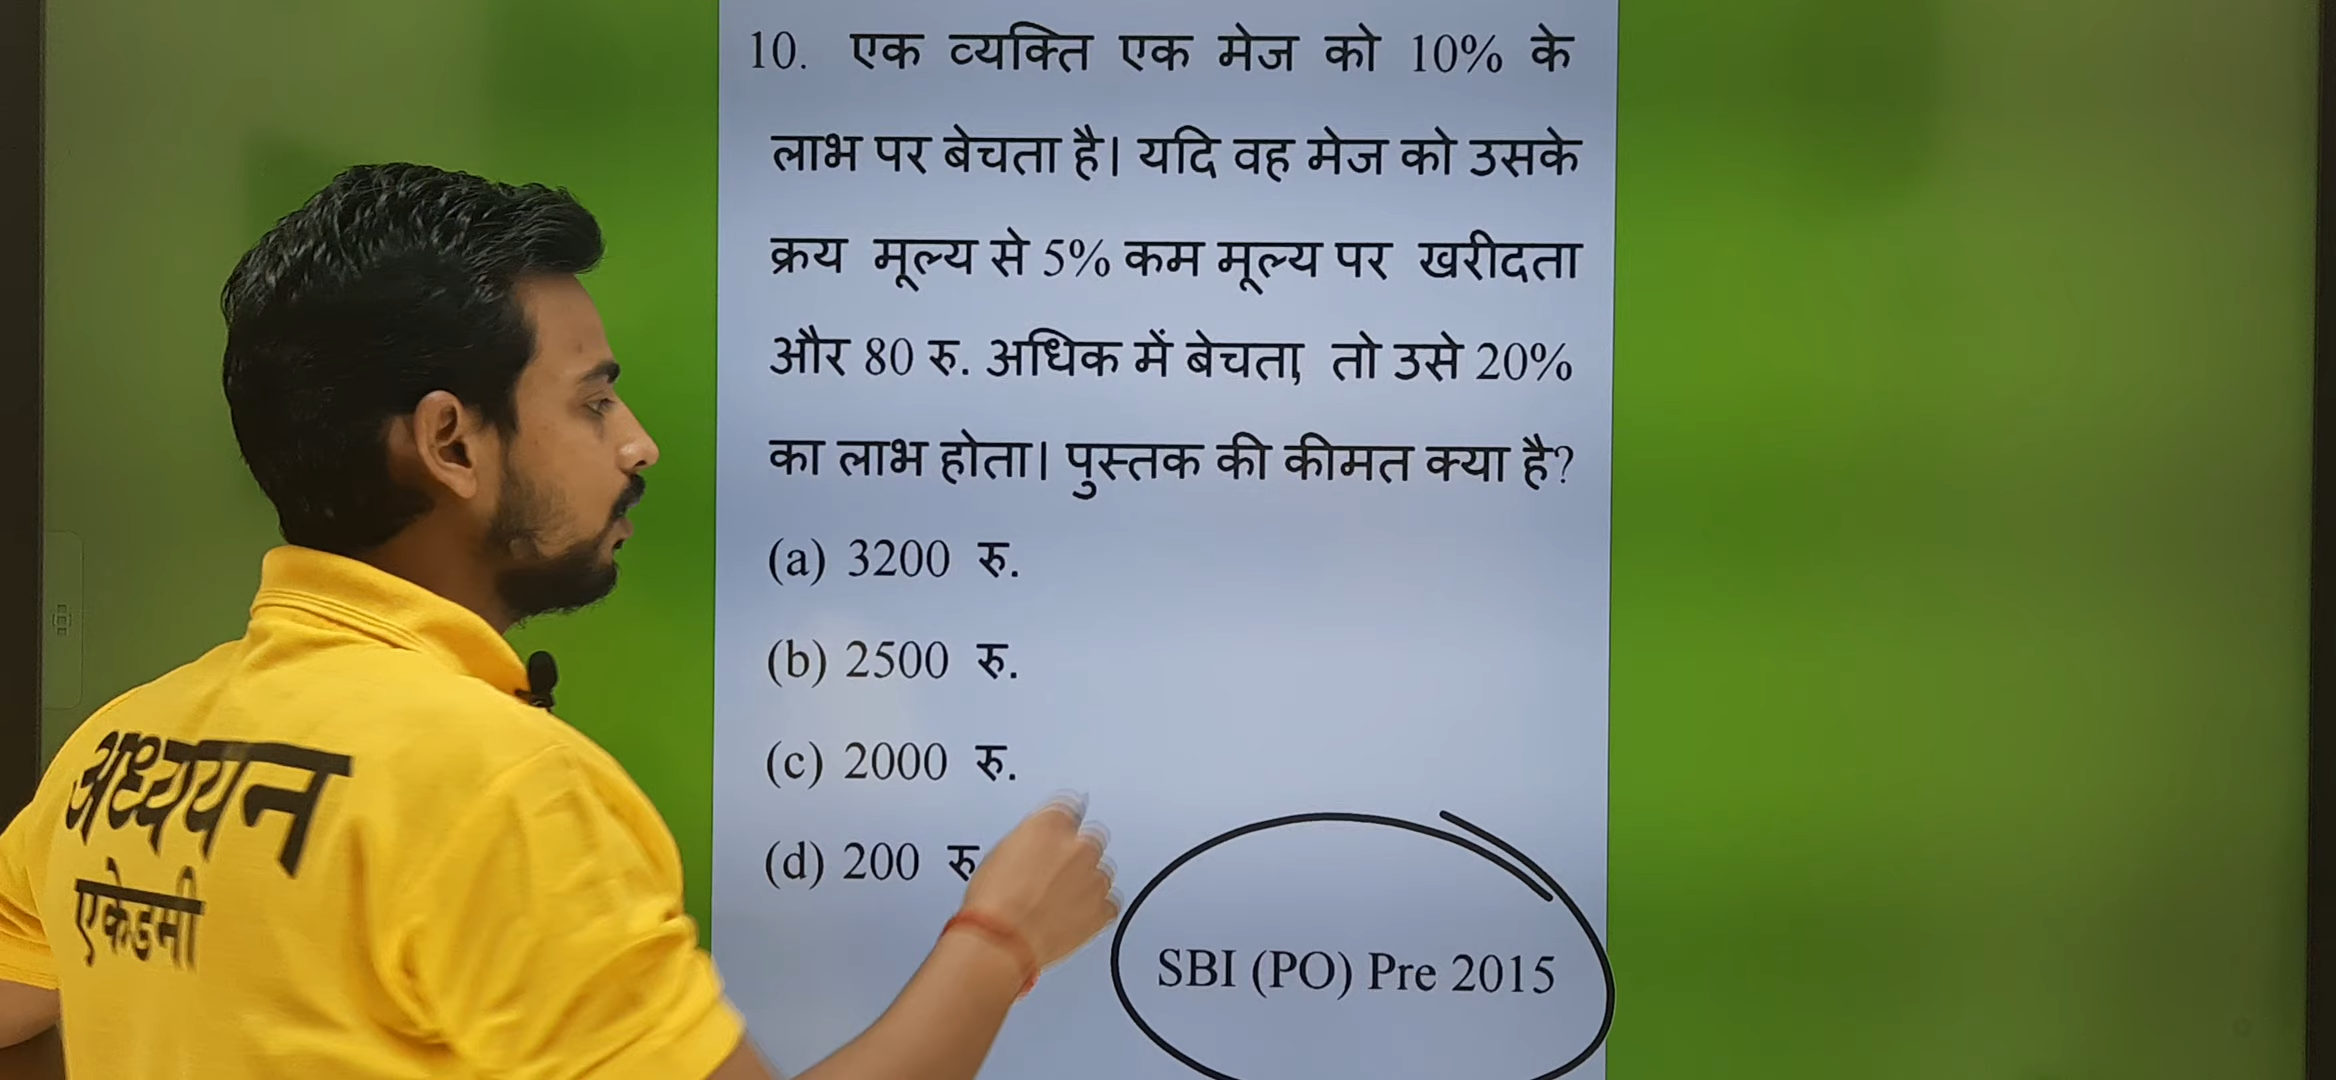 10. एक व्यक्ति एक मेज को 10% के
लाभ पर बेचता है। यदि वह मेज को उसके
क्रय मूल्य से 5% कम मूल्य पर खरीदता
और 80 रु. अधिक में बेचता, तो उसे 20%
का लाभ होता। पुस्तक की कीमत क्या है?
(a) 3200 रु.
(b) 2500 रु.
(c) 2000 रु.
(d) 200 रु
SBI (PO) Pre 2015
अध्ययन
एकेडमी